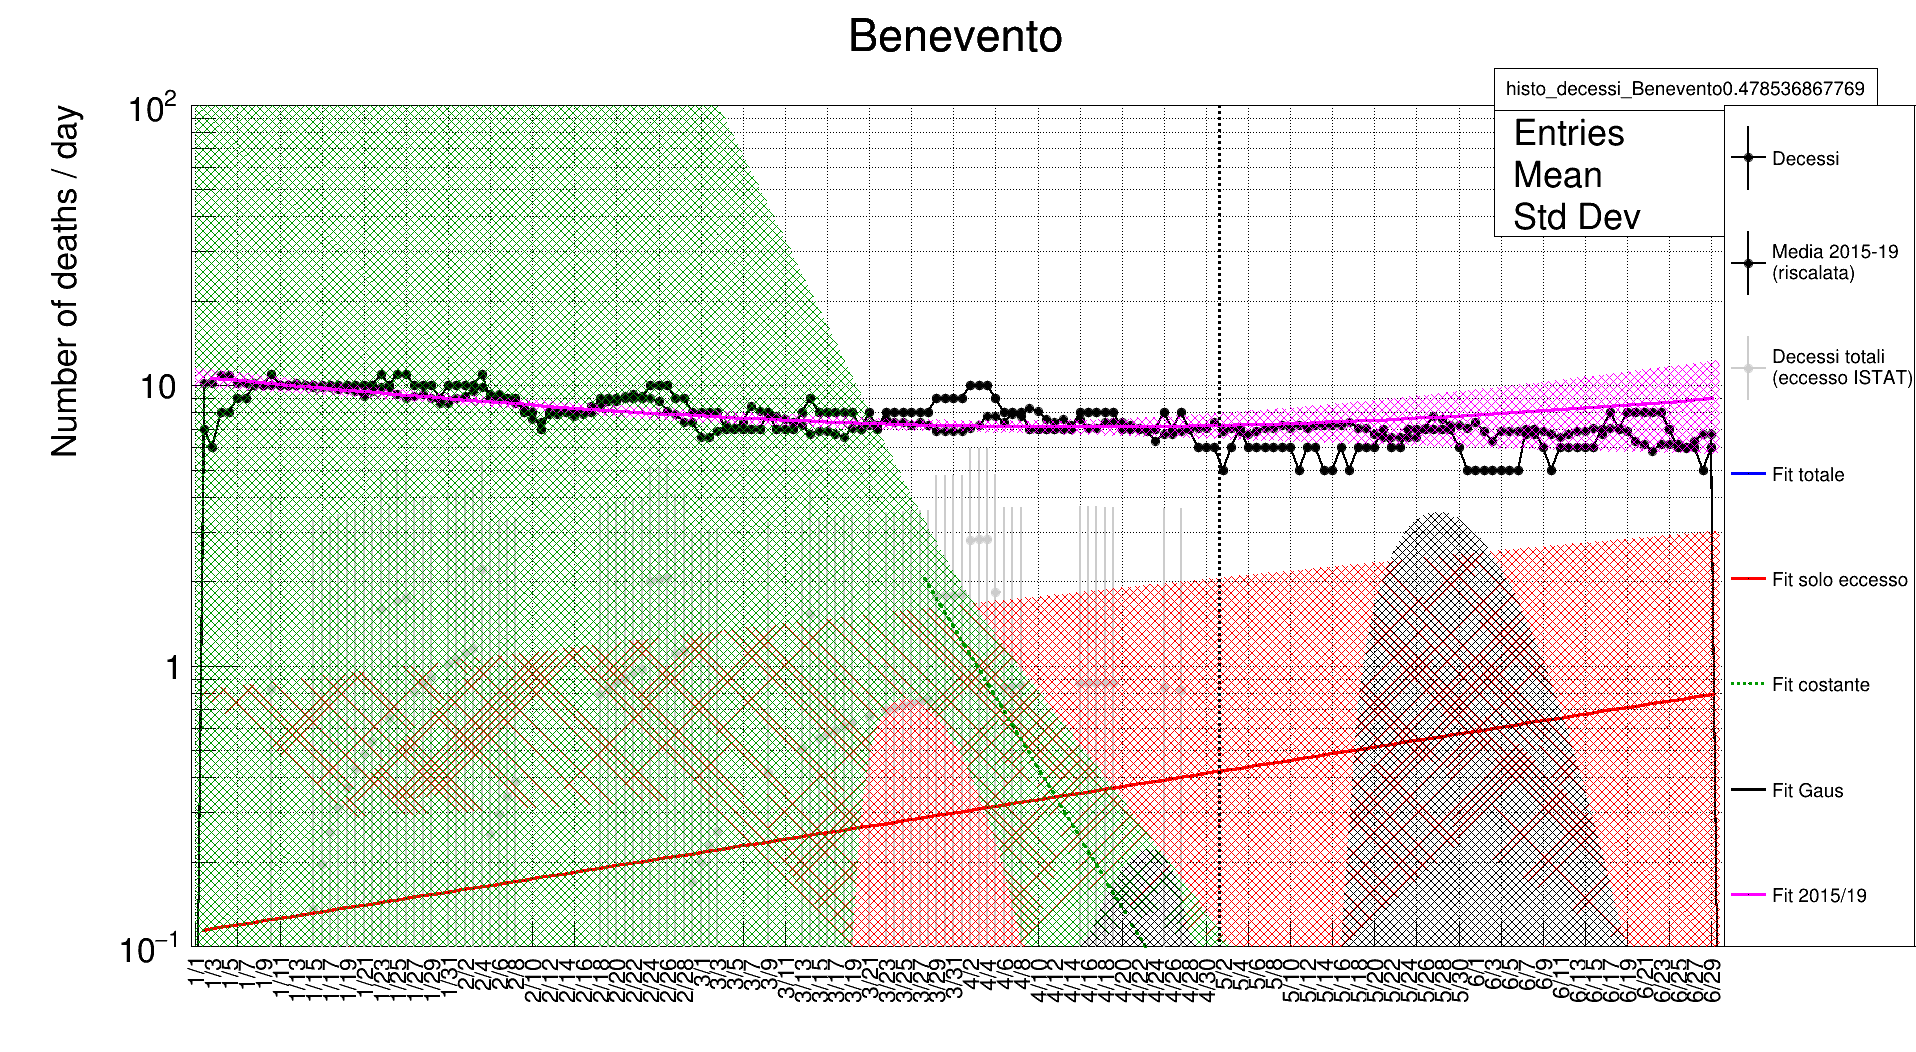 Benevento
histo_decessi_Benevento0.478536867769
Entries
Mean
Std Dev
Number of deaths / day
10²
10
1
10⁻¹
Decessi
Media 2015-19
(riscalata)
Decessi totali
(eccesso ISTAT)
Fit totale
Fit solo eccesso
Fit costante
Fit Gaus
Fit 2015/19
1/1 1/3 1/5 1/7 1/9 1/11 1/13 1/15 1/17 1/19 1/21 1/23 1/25 1/27 1/29 1/31 2/2 2/4 2/6 2/8 2/10 2/12 2/14 2/16 2/18 2/20 2/22 2/24 2/26 2/28 3/1 3/3 3/5 3/7 3/9 3/11 3/13 3/15 3/17 3/19 3/21 3/23 3/25 3/27 3/29 3/31 4/2 4/4 4/6 4/8 4/10 4/12 4/14 4/16 4/18 4/20 4/22 4/24 4/26 4/28 4/30 5/2 5/4 5/6 5/8 5/10 5/12 5/14 5/16 5/18 5/20 5/22 5/24 5/26 5/28 5/30 6/1 6/3 6/5 6/7 6/9 6/11 6/13 6/15 6/17 6/19 6/21 6/23 6/25 6/27 6/29